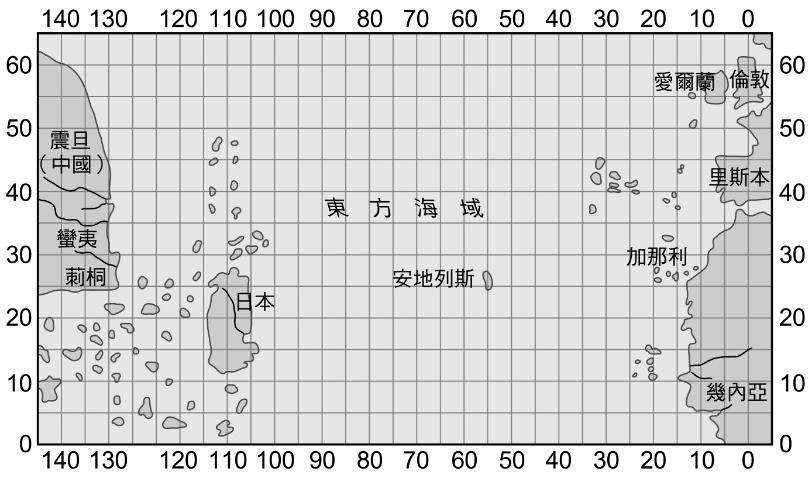 140 130 120 110 100 90 80 70 60 50 40 30 20 10 0
60 60
愛爾蘭 倫敦
50 50
震旦
(中國)
里斯本
40 40
東方海域
蠻夷
加那利
30 30
莿桐
安地列斯
日本
20 20
10 10
幾內亞
0 0
140 130 120 110 100 90 80 70 60 50 40 30 20 10 0